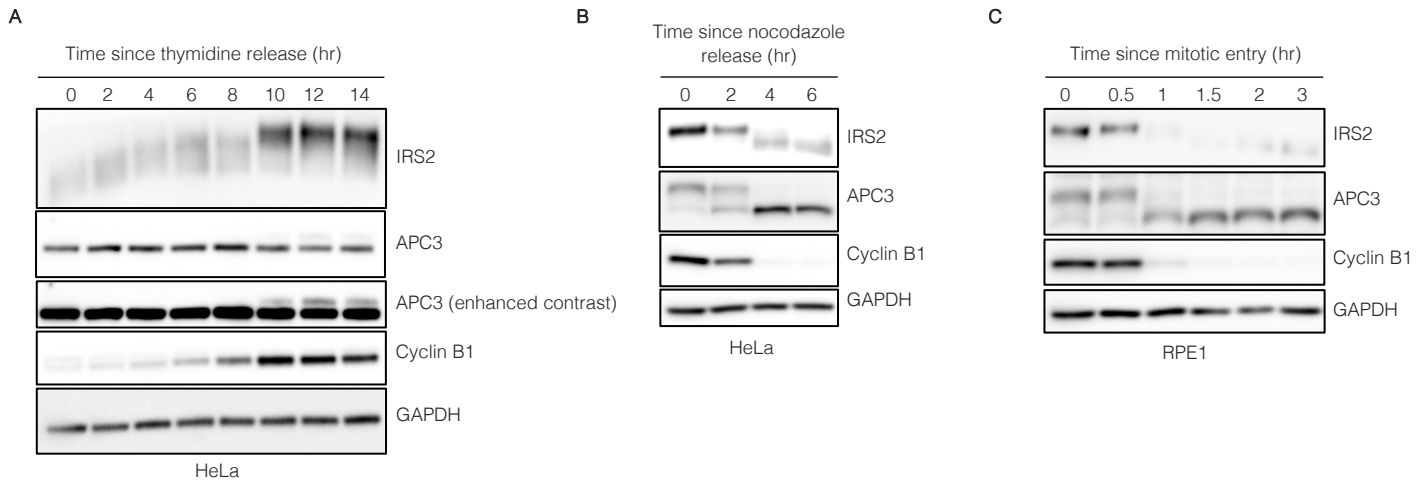 A
Time since thymidine release (hr)
0 2 4 6 8 10 12 14
IRS2
APC3
APC3 (enhanced contrast)
Cyclin B1
GAPDH
HeLa
B
Time since nocodazole
release (hr)
0 2 4 6
IRS2
APC3
Cyclin B1
GAPDH
HeLa
C
Time since mitotic entry (hr)
0 0.5 1 1.5 2 3
IRS2
APC3
Cyclin B1
GAPDH
RPE1